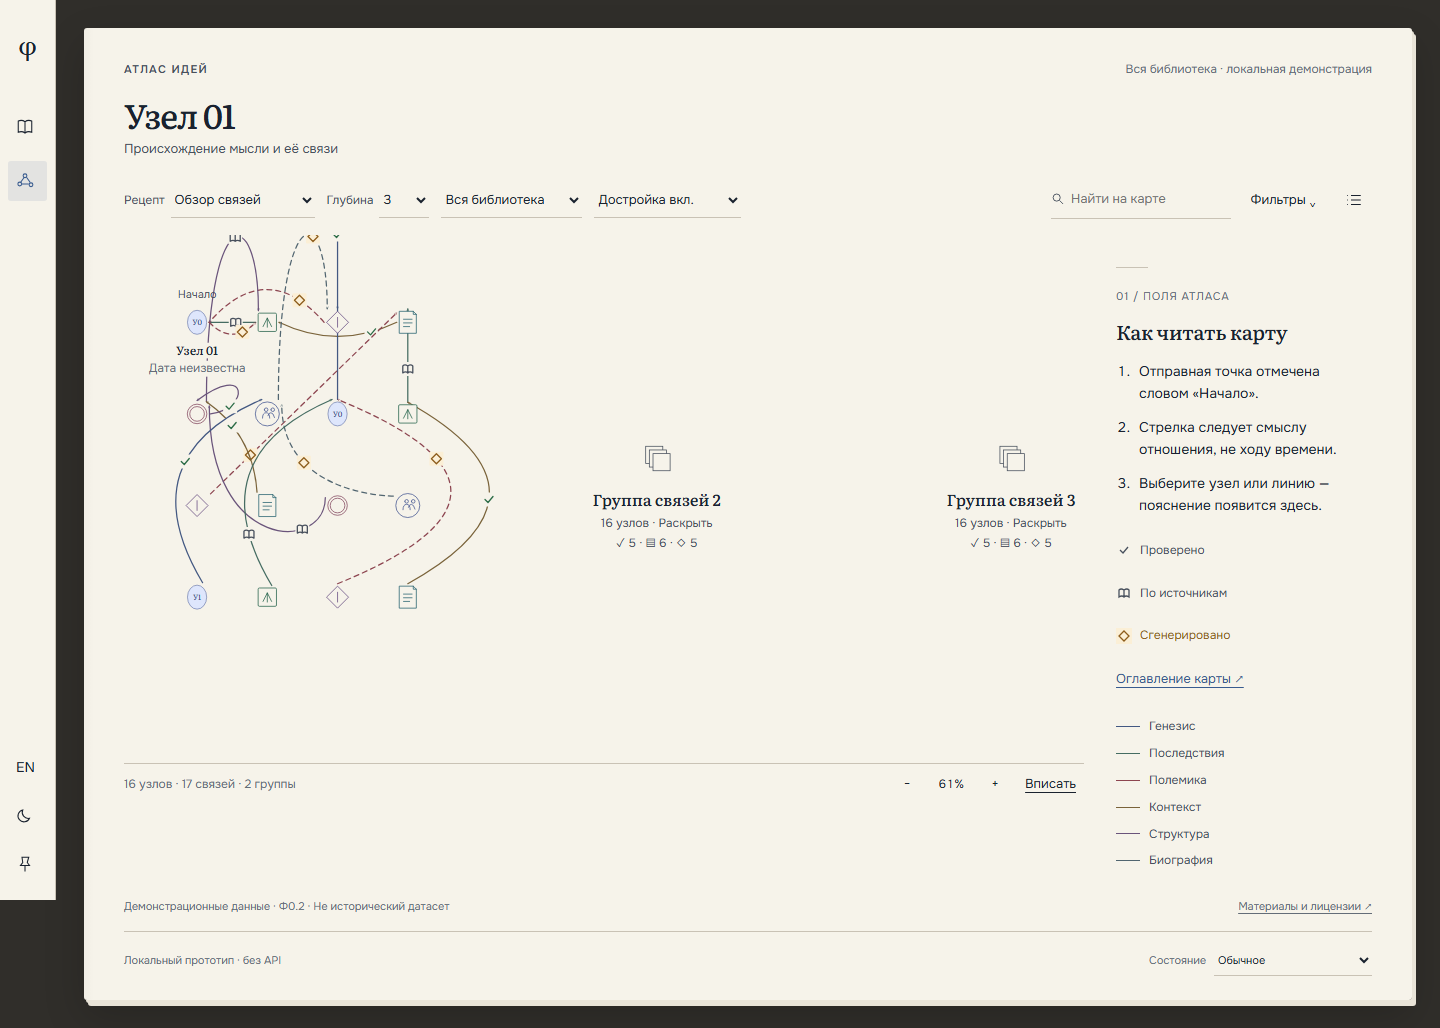 φ
АТЛАС ИДЕЙ
Вся библиотека · локальная демонстрация
Узел 01
Происхождение мысли и её связи
Рецепт Обзор связей Глубина 3 Вся библиотека Достройка вкл. Найти на карте Фильтры
Начало
У0
Узел 01
Дата неизвестна
У0
У1
Группа связей 2
16 узлов · Раскрыть
✓ 5 · ▤ 6 · ◇ 5
Группа связей 3
16 узлов · Раскрыть
✓ 5 · ▤ 6 · ◇ 5
01 / ПОЛЯ АТЛАСА
Как читать карту
1. Отправная точка отмечена
словом «Начало».
2. Стрелка следует смыслу
отношения, не ходу времени.
3. Выберите узел или линию —
пояснение появится здесь.
Проверено
По источникам
Сгенерировано
Оглавление карты ↗
Генезис
Последствия
Полемика
Контекст
Структура
Биография
16 узлов · 17 связей · 2 группы
− 61% + Вписать
EN
Демонстрационные данные · Ф0.2 · Не исторический датасет
Материалы и лицензии ↗
Локальный прототип · без API
Состояние Обычное